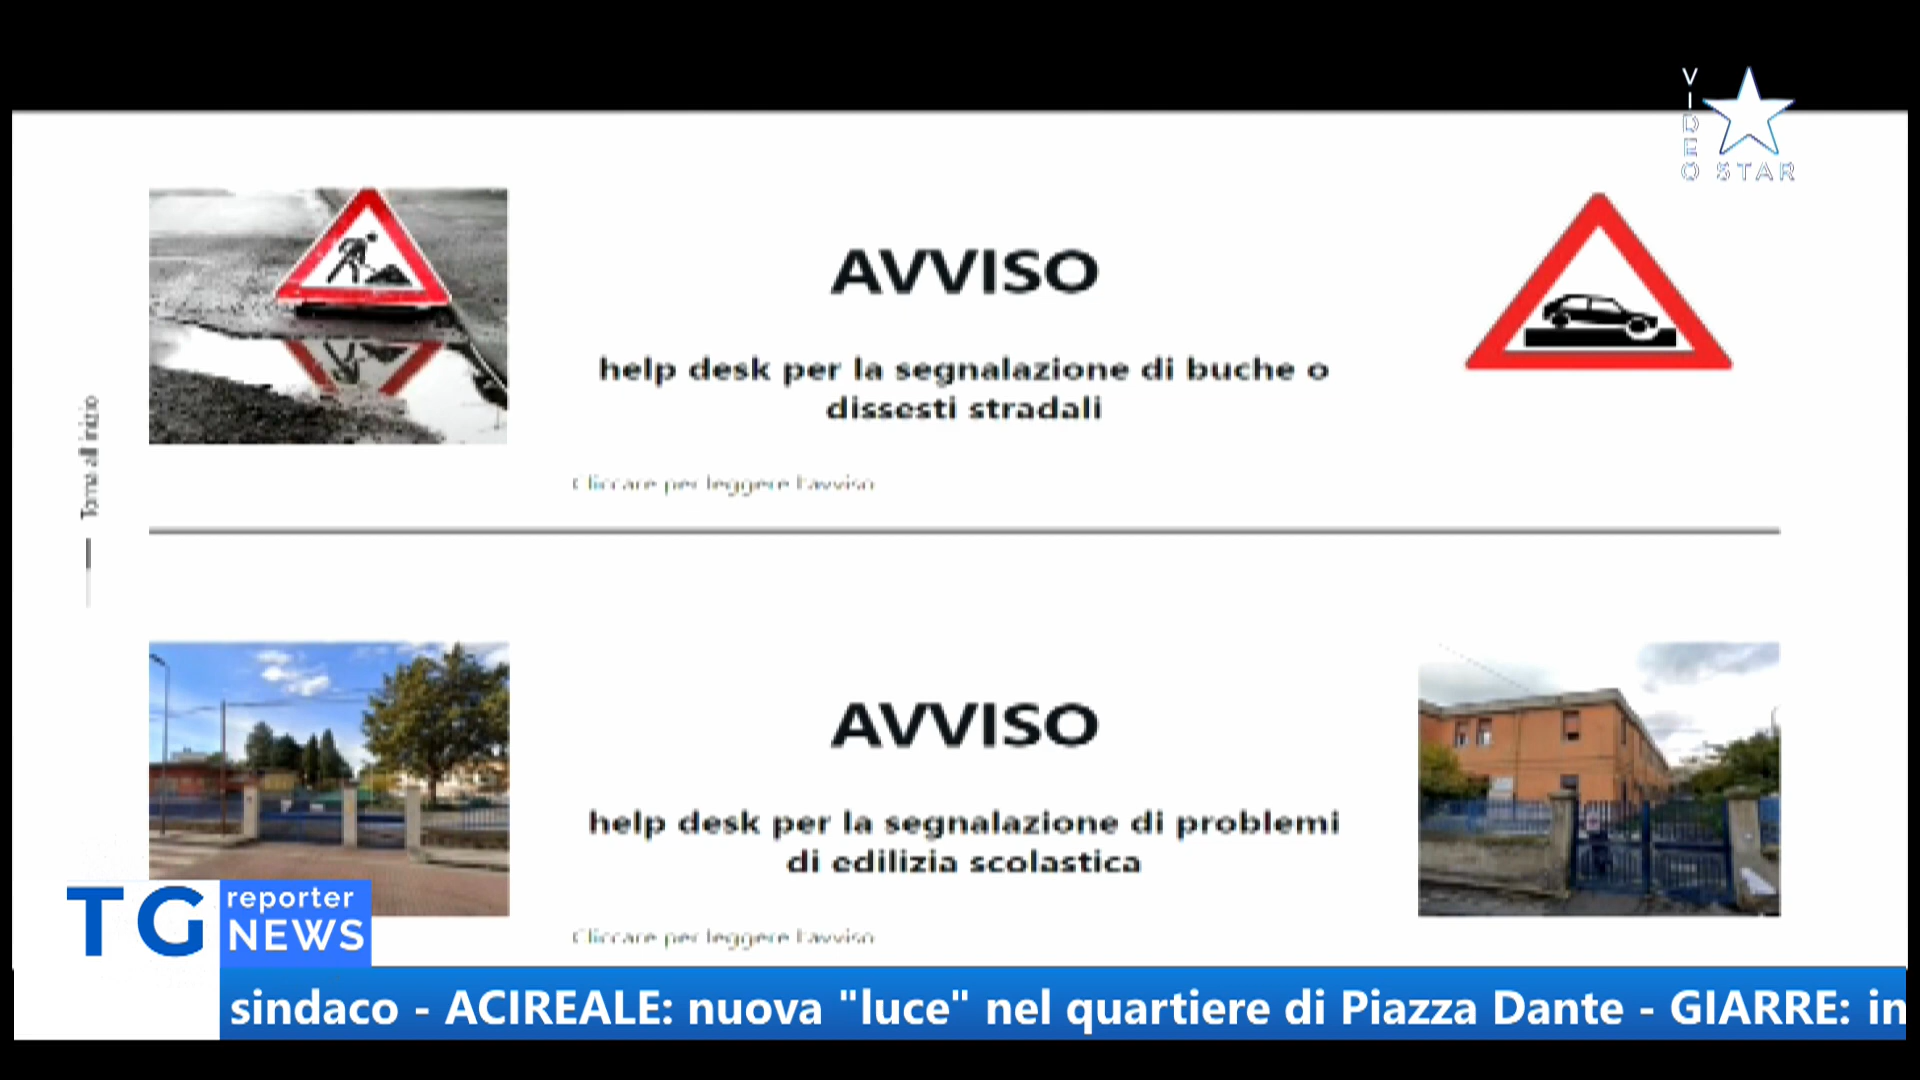 VIDEO
STAR
AVVISO
help desk per la segnalazione di buche o
dissesti stradali
Cliccare per leggere l'avviso
Torna all'inizio
AVVISO
help desk per la segnalazione di problemi
di edilizia scolastica
Cliccare per leggere l'avviso
TG reporter
NEWS
sindaco - ACIREALE: nuova "luce" nel quartiere di Piazza Dante - GIARRE: in